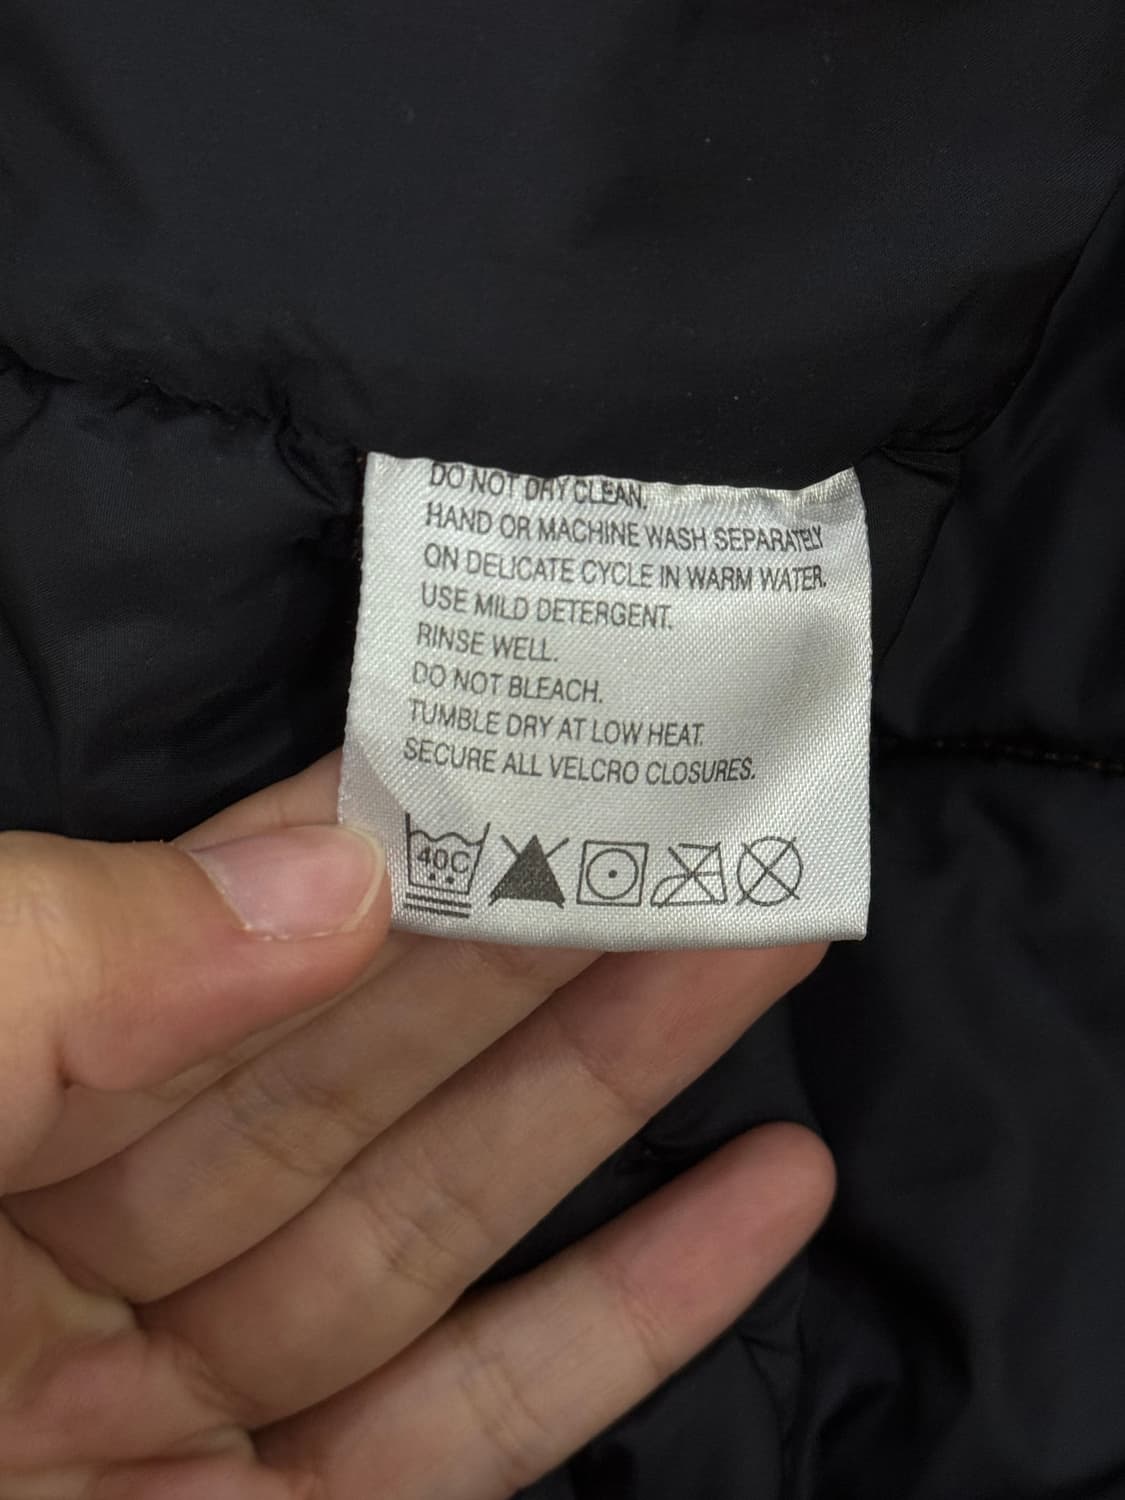 DO NOT DRY CLEAN.
HAND OR MACHINE WASH SEPARATELY
ON DELICATE CYCLE IN WARM WATER.
USE MILD DETERGENT.
RINSE WELL.
DO NOT BLEACH.
TUMBLE DRY AT LOW HEAT.
SECURE ALL VELCRO CLOSURES.
40C